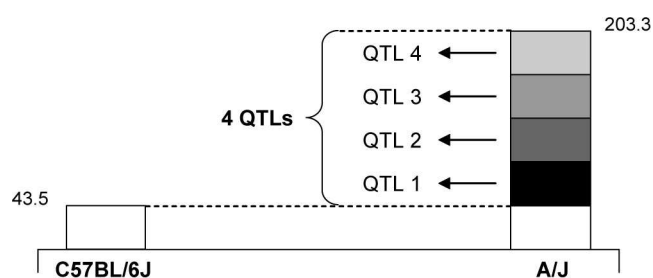 203.3
QTL 4
QTL 3
4 QTLs
QTL 2
QTL 1
43.5
C57BL/6J
A/J